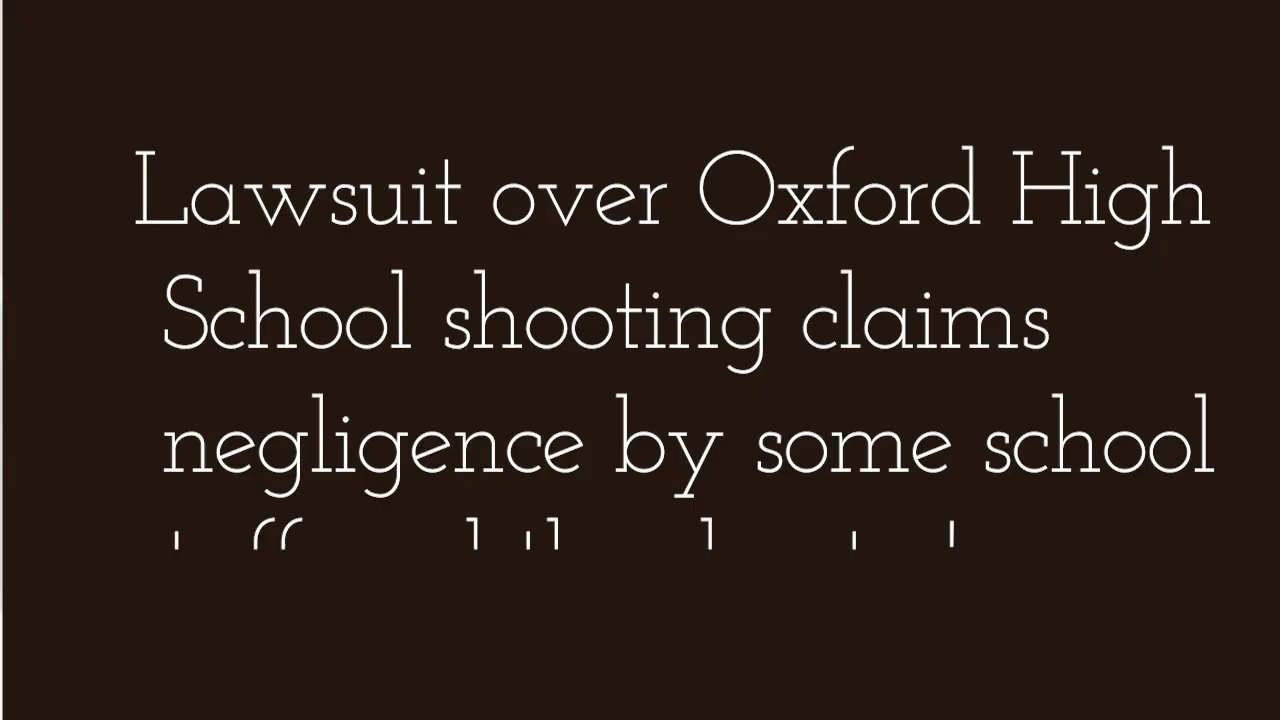 Lawsuit over Oxford High
School shooting claims
negligence by some school